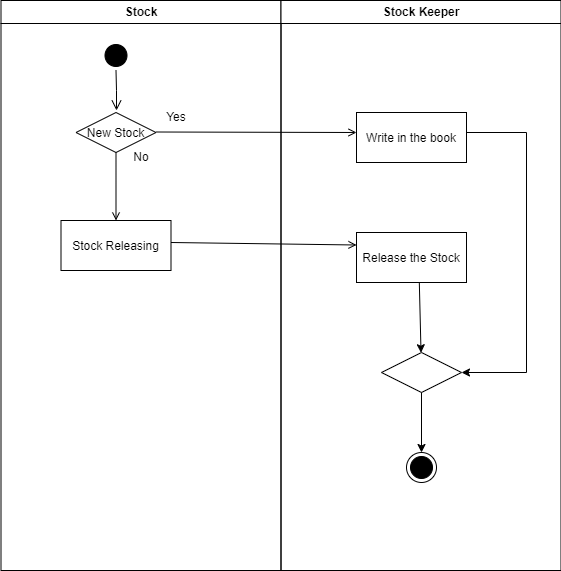 Stock
Stock Keeper
Yes
New Stock
Write in the book
No
Stock Releasing
Release the Stock